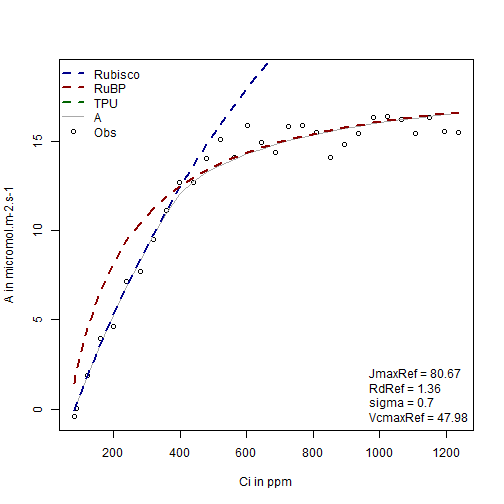 Rubisco
RuBP
TPU
A
Obs
A in micromol.m-2.s-1
0
5
10
15
JmaxRef = 80.67
RdRef = 1.36
sigma = 0.7
VcmaxRef = 47.98
200
400
600
800
1000
1200
Ci in ppm